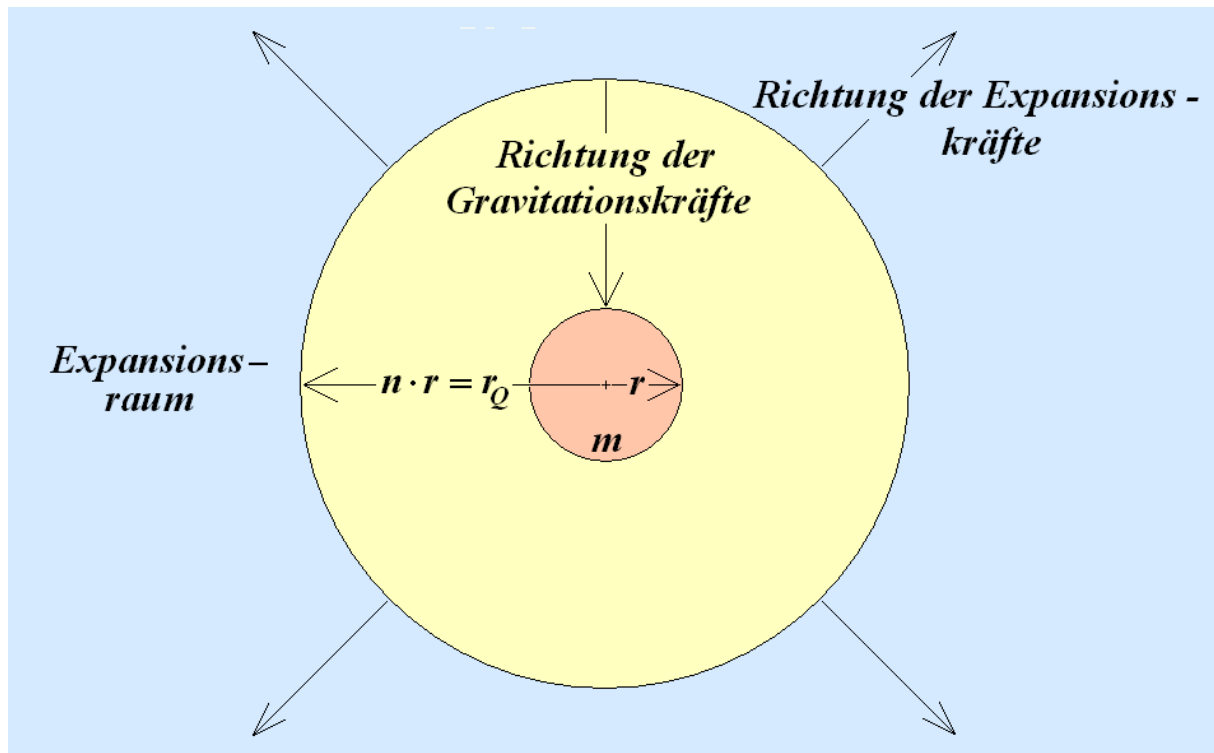 Richtung der Expansions -
kräfte
Richtung der
Gravitationskräfte
Expansions –
raum
n · r = r_Q
r
m